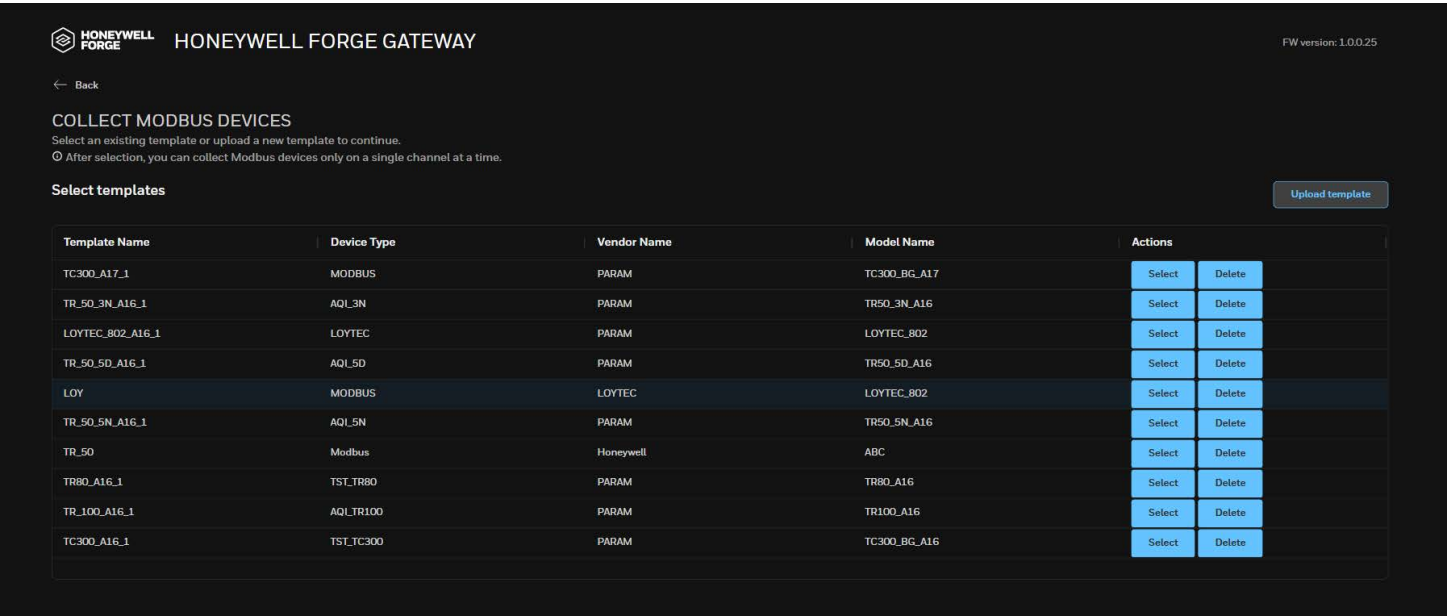 HONEYWELL FORGE HONEYWELL FORGE GATEWAY FW version: 1.0.0.25
← Back
COLLECT MODBUS DEVICES
Select an existing template or upload a new template to continue.
After selection, you can collect Modbus devices only on a single channel at a time.
Select templates Upload template
Template Name Device Type Vendor Name Model Name Actions
TC300_A17_1 MODBUS PARAM TC300_BG_A17 Select Delete
TR_50_3N_A16_1 AQI_3N PARAM TR50_3N_A16 Select Delete
LOYTEC_802_A16_1 LOYTEC PARAM LOYTEC_802 Select Delete
TR_50_5D_A16_1 AQI_5D PARAM TR50_5D_A16 Select Delete
LOY MODBUS LOYTEC LOYTEC_802 Select Delete
TR_50_5N_A16_1 AQI_5N PARAM TR50_5N_A16 Select Delete
TR_50 Modbus Honeywell ABC Select Delete
TR80_A16_1 TST_TR80 PARAM TR80_A16 Select Delete
TR_100_A16_1 AQI_TR100 PARAM TR100_A16 Select Delete
TC300_A16_1 TST_TC300 PARAM TC300_BG_A16 Select Delete